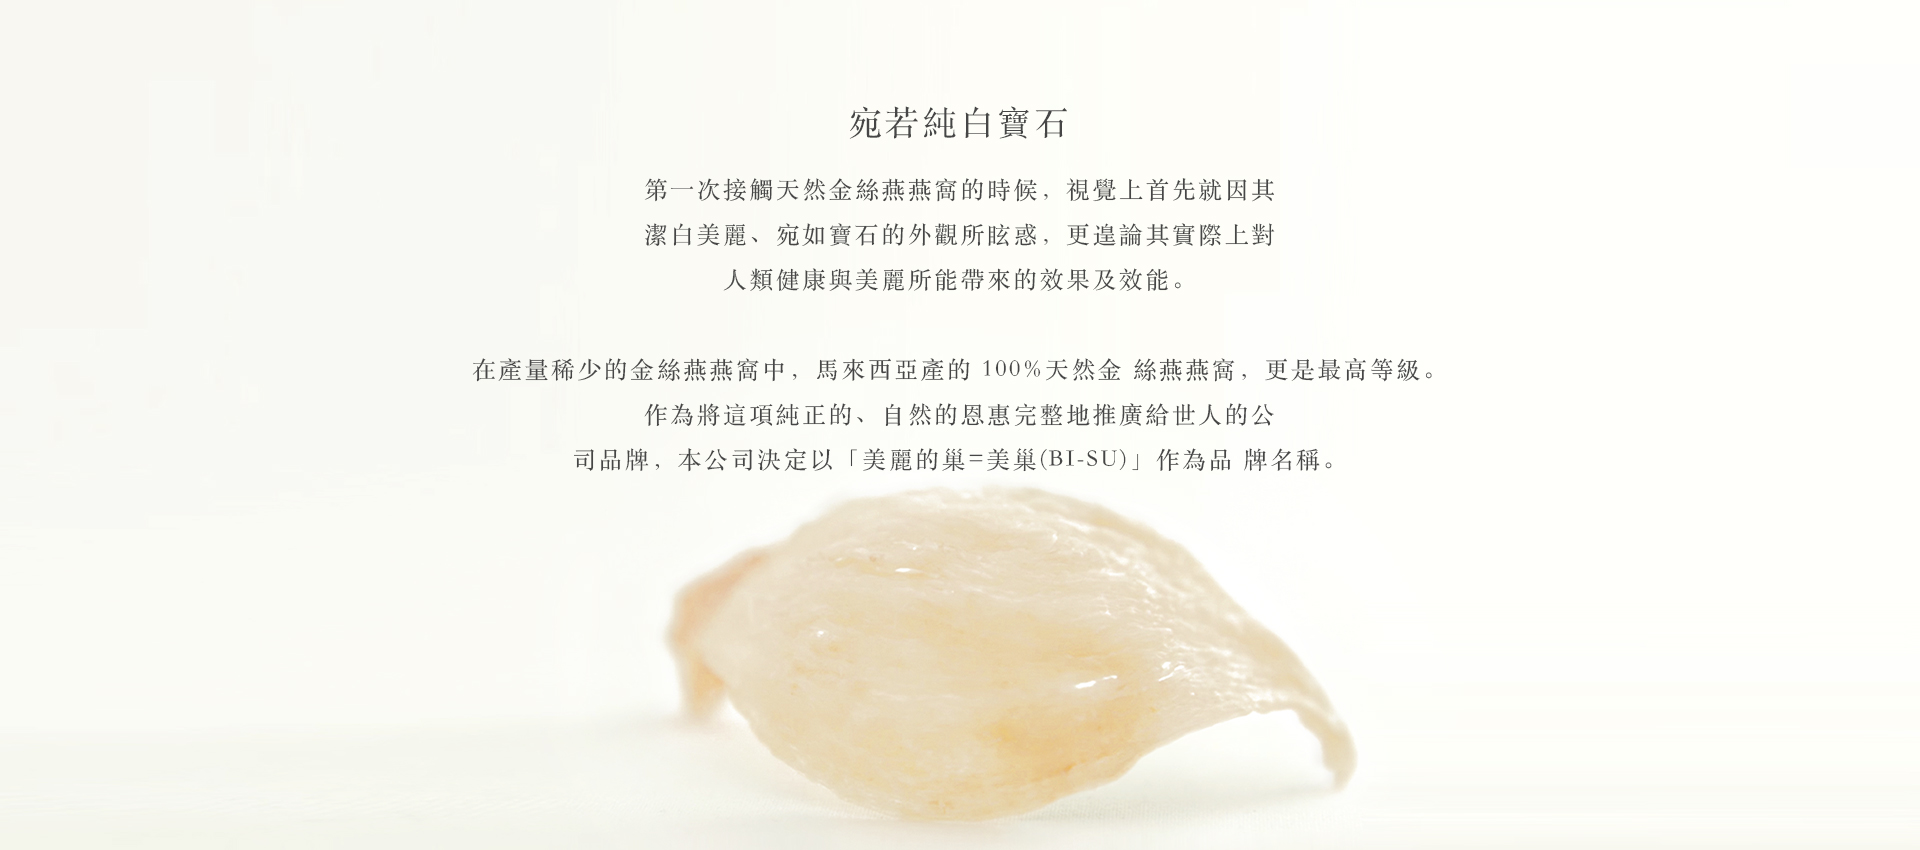 宛若純白寶石
第一次接觸天然金絲燕燕窩的時候，視覺上首先就因其
潔白美麗、宛如寶石的外觀所眩惑，更遑論其實際上對
人類健康與美麗所能帶來的效果及效能。
在產量稀少的金絲燕燕窩中，馬來西亞產的 100%天然金 絲燕燕窩，更是最高等級。
作為將這項純正的、自然的恩惠完整地推廣給世人的公
司品牌，本公司決定以「美麗的巢=美巢(BI-SU)」作為品 牌名稱。